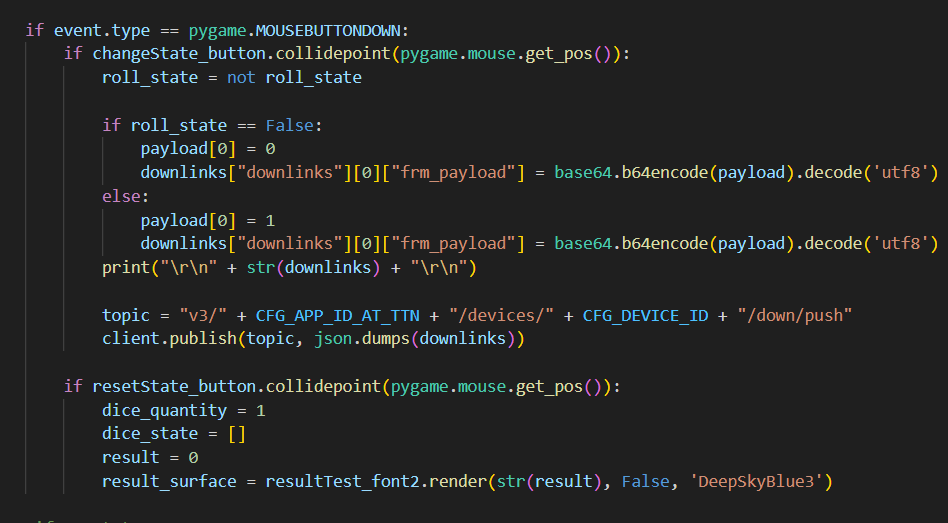 if event.type == pygame.MOUSEBUTTONDOWN:
    if changeState_button.collidepoint(pygame.mouse.get_pos()):
        roll_state = not roll_state

        if roll_state == False:
            payload[0] = 0
            downlinks["downlinks"][0]["frm_payload"] = base64.b64encode(payload).decode('utf8')
        else:
            payload[0] = 1
            downlinks["downlinks"][0]["frm_payload"] = base64.b64encode(payload).decode('utf8')
        print("\r\n" + str(downlinks) + "\r\n")

        topic = "v3/" + CFG_APP_ID_AT_TTN + "/devices/" + CFG_DEVICE_ID + "/down/push"
        client.publish(topic, json.dumps(downlinks))

    if resetState_button.collidepoint(pygame.mouse.get_pos()):
        dice_quantity = 1
        dice_state = []
        result = 0
        result_surface = resultTest_font2.render(str(result), False, 'DeepSkyBlue3')